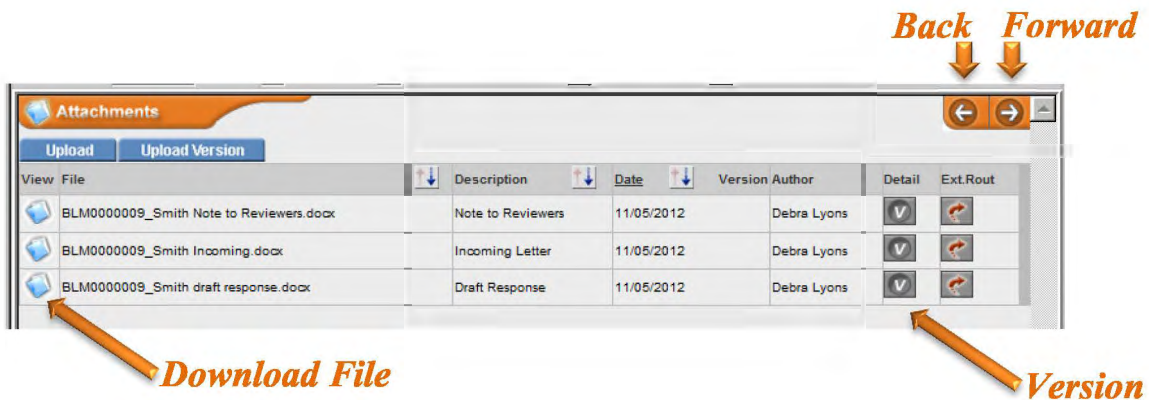 Back Forward
Attachments
Upload Upload Version
View File Description Date Version Author Detail Ext.Rout
BLM0000009_Smith Note to Reviewers.docx Note to Reviewers 11/05/2012 Debra Lyons V
BLM0000009_Smith Incoming.docx Incoming Letter 11/05/2012 Debra Lyons V
BLM0000009_Smith draft response.docx Draft Response 11/05/2012 Debra Lyons V
Download File
Version